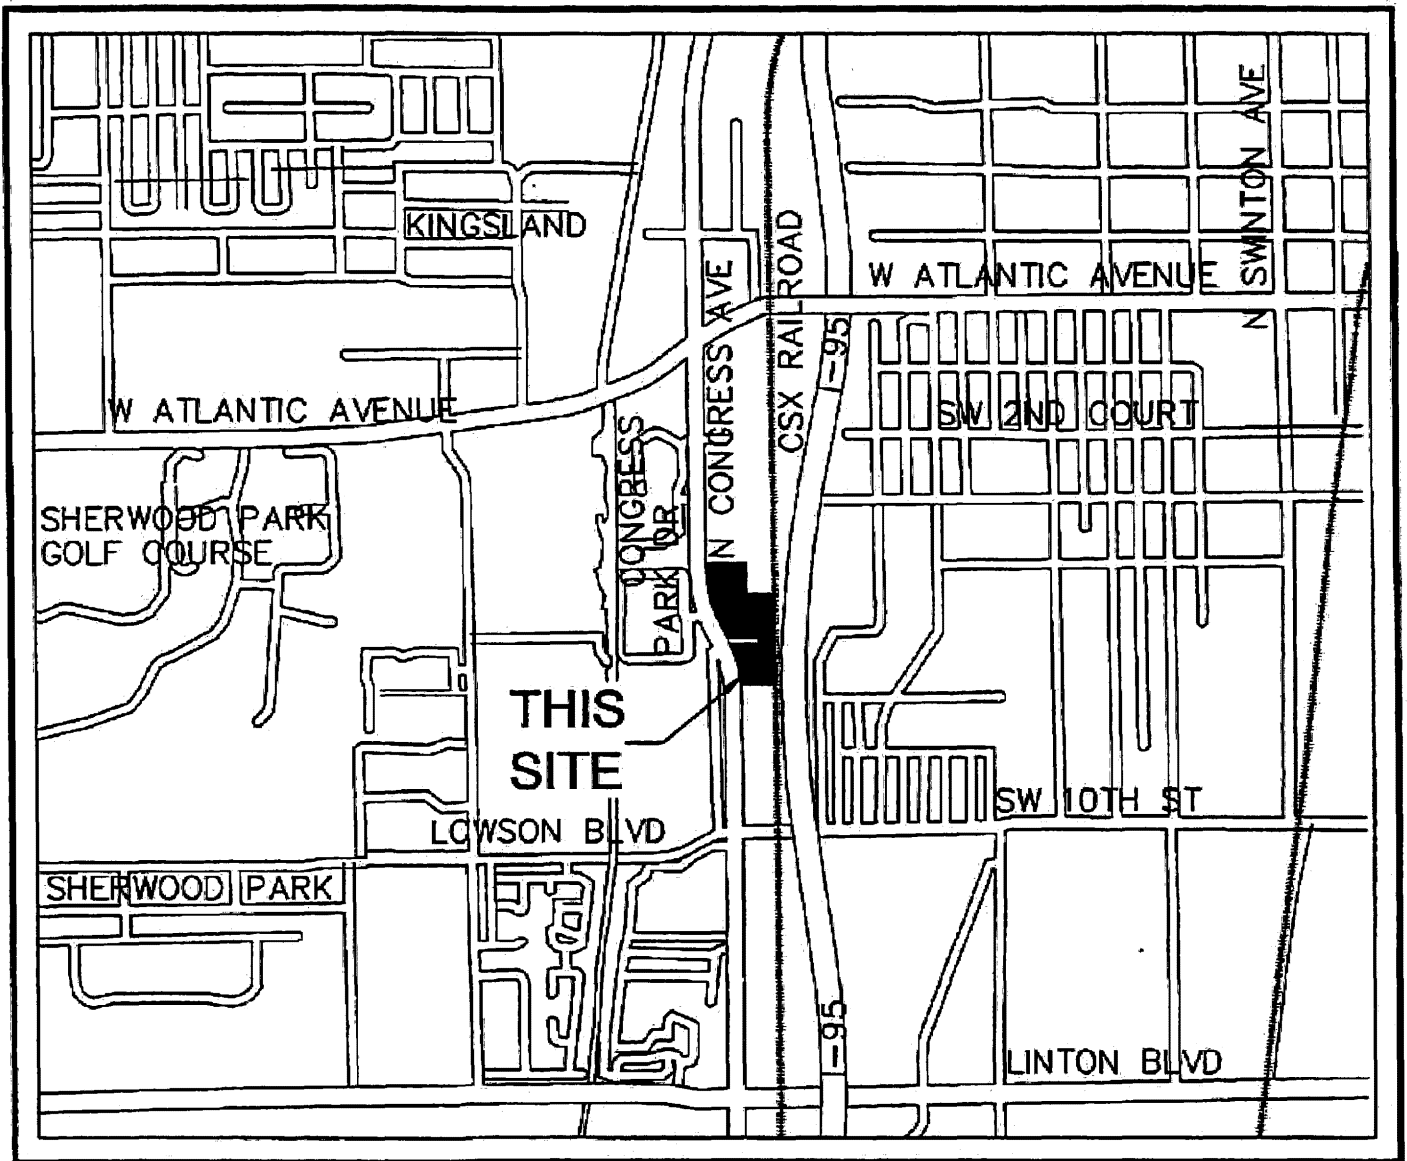 N SWINTON AVE
KINGSLAND
W ATLANTIC AVENUE
N CONGRESS AVE
CSX RAILROAD
I-95
W ATLANTIC AVENUE
SW 2ND COURT
CONGRESS
PARK DR
SHERWOOD PARK
GOLF COURSE
THIS
SITE
SW 10TH ST
LOWSON BLVD
SHERWOOD PARK
I-95
LINTON BLVD